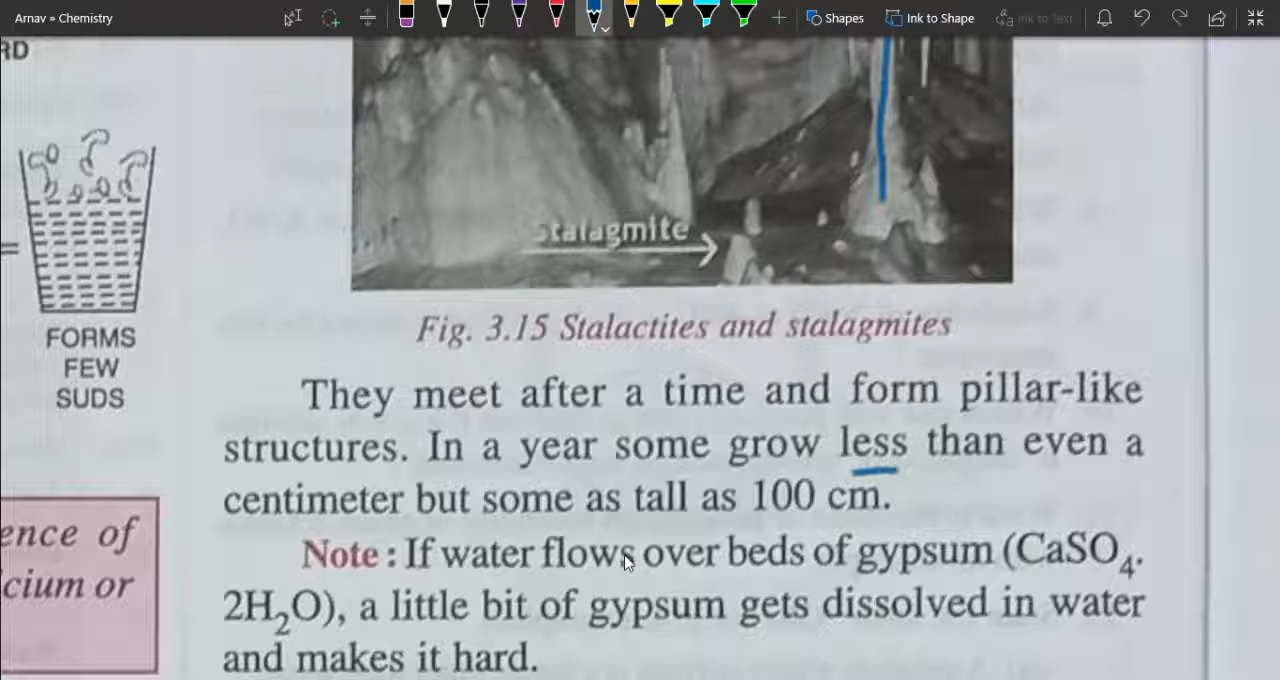 Arnav » Chemistry
Shapes
Ink to Shape
Ink to Text
RD
=
FORMS
FEW
SUDS
ence of
cium or
Stalagmite
Fig. 3.15 Stalactites and stalagmites
They meet after a time and form pillar-like
structures. In a year some grow less than even a
centimeter but some as tall as 100 cm.
Note : If water flows over beds of gypsum (CaSO₄.
2H₂O), a little bit of gypsum gets dissolved in water
and makes it hard.